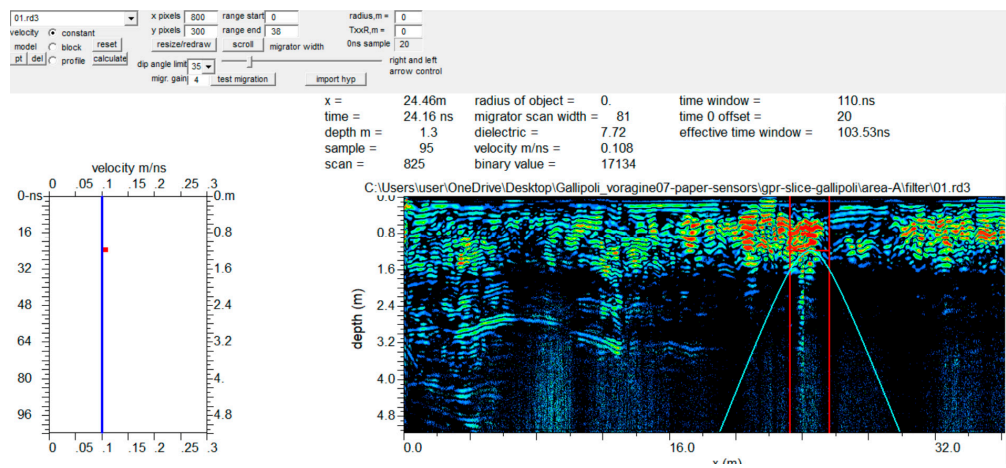 01.rd3 x pixels 800 range start 0 radius,m = 0
velocity constant y pixels 300 range end 38 TxxR,m = 0
model block reset resize/redraw scroll migrator width 0ns sample 20
pt del profile calculate dip angle limit 35 right and left
arrow control
migr. gain 4 test migration import hyp
x = 24.46m radius of object = 0. time window = 110.ns
time = 24.16 ns migrator scan width = 81 time 0 offset = 20
depth m = 1.3 dielectric = 7.72 effective time window = 103.53ns
sample = 95 velocity m/ns = 0.108
scan = 825 binary value = 17134
velocity m/ns
0 .05 .1 .15 .2 .25 .3
C:\Users\user\OneDrive\Desktop\Gallipoli_voragine07-paper-sensors\gpr-slice-gallipoli\area-A\filter\01.rd3
0-ns 0.m 0.0
16 0.8 0.8
32 1.6 1.6
48 2.4 2.4
depth (m)
64 3.2 3.2
80 4. 4.0
96 4.8 4.8
0 .05 .1 .15 .2 .25 .3
0.0 16.0 32.0
x (m)